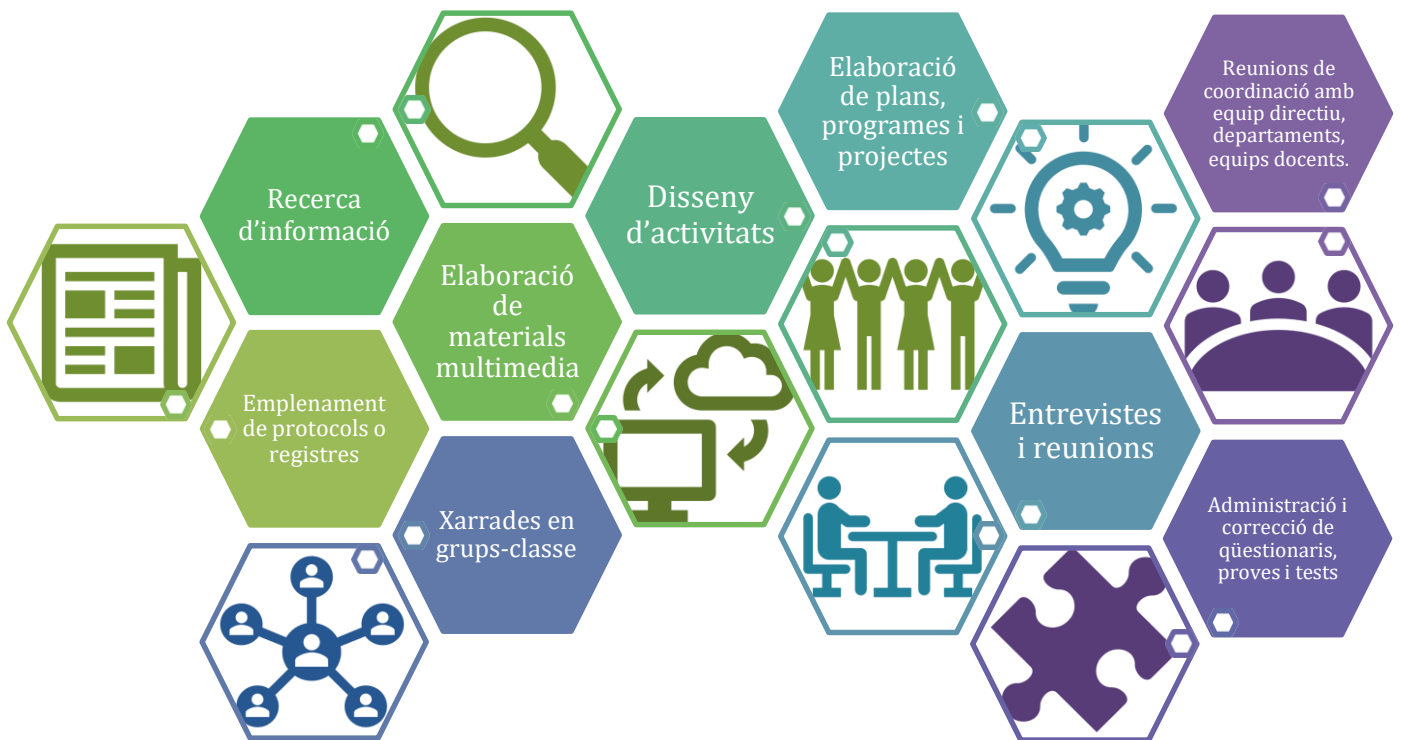 Recerca
d’informació
Emplenament
de protocols o
registres
Elaboració
de
materials
multimedia
Xarrades en
grups-classe
Disseny
d’activitats
Elaboració
de plans,
programes i
projectes
Entrevistes
i reunions
Reunions de
coordinació amb
equip directiu,
departaments,
equips docents.
Administració i
correcció de
qüestionaris,
proves i tests